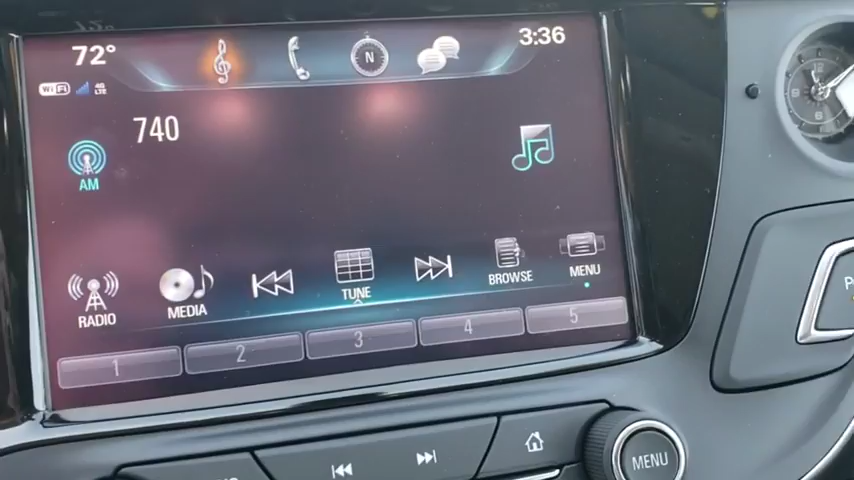 72°
3:36
N
WiFi
4G
LTE
740
AM
RADIO
MEDIA
TUNE
BROWSE
MENU
1
2
3
4
5
MENU